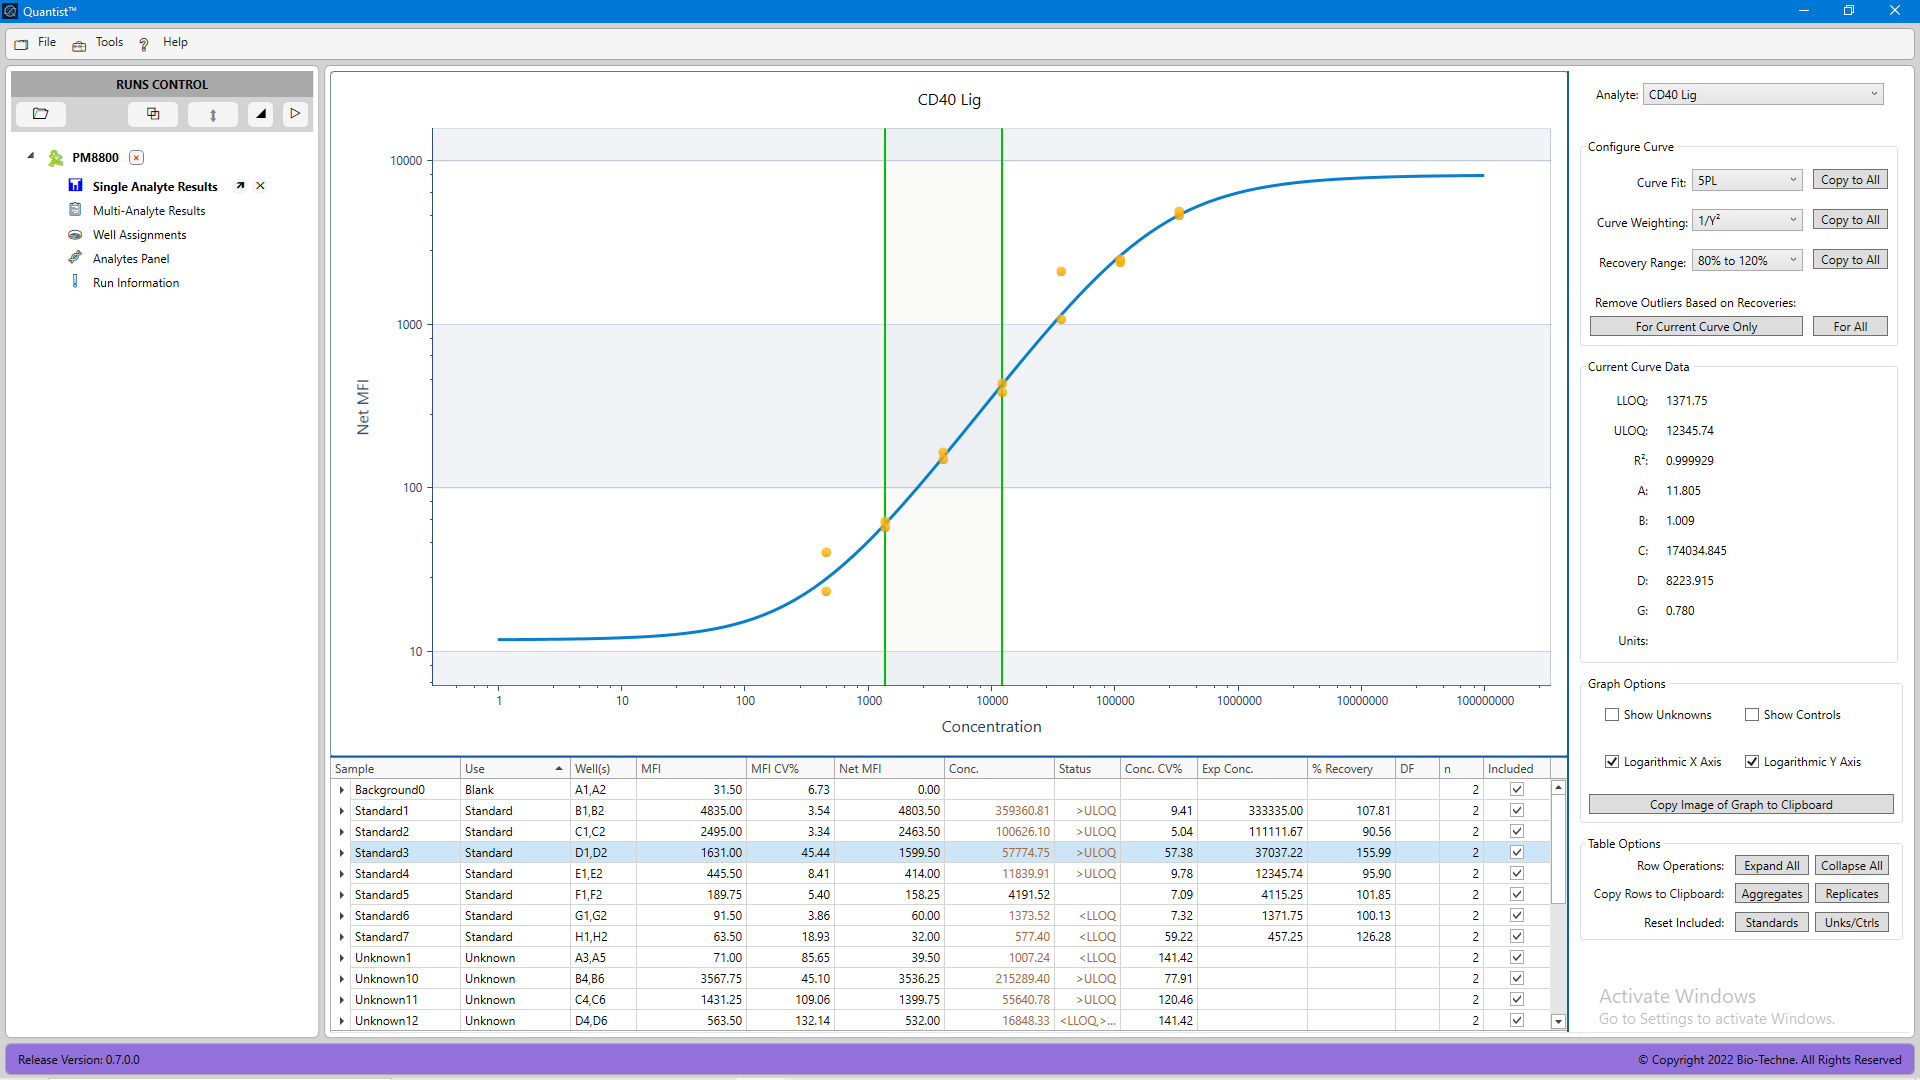 Quantist™
File Tools Help
RUNS CONTROL
PM8800
Single Analyte Results
Multi-Analyte Results
Well Assignments
Analytes Panel
Run Information
CD40 Lig
Net MFI
10000
1000
100
10
1 10 100 1000 10000 100000 1000000 10000000 100000000
Concentration
Sample Use Well(s) MFI MFI CV% Net MFI Conc. Status Conc. CV% Exp Conc. % Recovery DF n Included
Background0 Blank A1,A2 31.50 6.73 0.00 2
Standard1 Standard B1,B2 4835.00 3.54 4803.50 359360.81 >ULOQ 9.41 333335.00 107.81 2
Standard2 Standard C1,C2 2495.00 3.34 2463.50 100626.10 >ULOQ 5.04 111111.67 90.56 2
Standard3 Standard D1,D2 1631.00 45.44 1599.50 57774.75 >ULOQ 57.38 37037.22 155.99 2
Standard4 Standard E1,E2 445.50 8.41 414.00 11839.91 >ULOQ 9.78 12345.74 95.90 2
Standard5 Standard F1,F2 189.75 5.40 158.25 4191.52 7.09 4115.25 101.85 2
Standard6 Standard G1,G2 91.50 3.86 60.00 1373.52 <LLOQ 7.32 1371.75 100.13 2
Standard7 Standard H1,H2 63.50 18.93 32.00 577.40 <LLOQ 59.22 457.25 126.28 2
Unknown1 Unknown A3,A5 71.00 85.65 39.50 1007.24 <LLOQ 141.42 2
Unknown10 Unknown B4,B6 3567.75 45.10 3536.25 215289.40 >ULOQ 77.91 2
Unknown11 Unknown C4,C6 1431.25 109.06 1399.75 55640.78 >ULOQ 120.46 2
Unknown12 Unknown D4,D6 563.50 132.14 532.00 16848.33 <LLOQ,>... 141.42 2
Analyte: CD40 Lig
Configure Curve
Curve Fit: 5PL Copy to All
Curve Weighting: 1/Y² Copy to All
Recovery Range: 80% to 120% Copy to All
Remove Outliers Based on Recoveries:
For Current Curve Only For All
Current Curve Data
LLOQ: 1371.75
ULOQ: 12345.74
R²: 0.999929
A: 11.805
B: 1.009
C: 174034.845
D: 8223.915
G: 0.780
Units:
Graph Options
Show Unknowns Show Controls
Logarithmic X Axis Logarithmic Y Axis
Copy Image of Graph to Clipboard
Table Options
Row Operations: Expand All Collapse All
Copy Rows to Clipboard: Aggregates Replicates
Reset Included: Standards Unks/Ctrls
Activate Windows
Go to Settings to activate Windows.
Release Version: 0.7.0.0
© Copyright 2022 Bio-Techne. All Rights Reserved